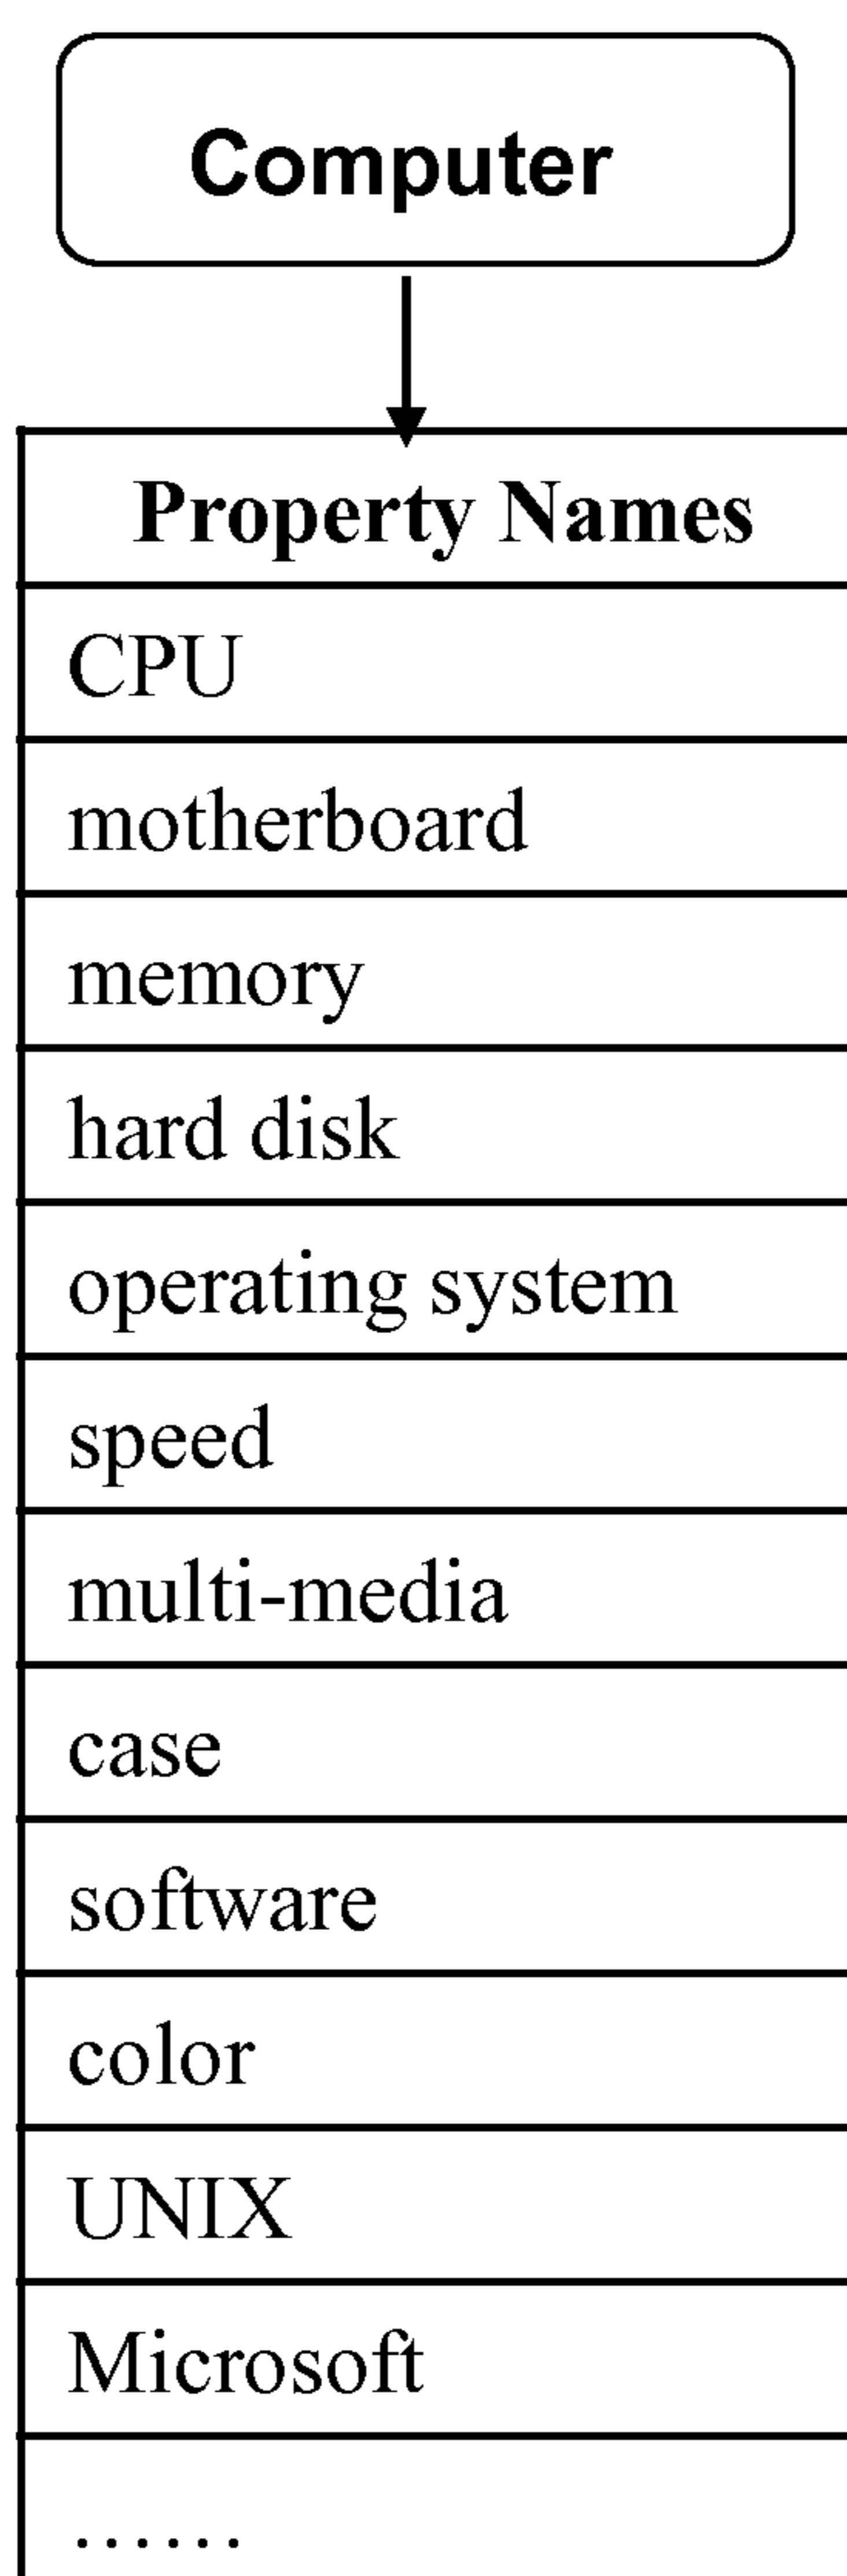 Computer
Property Names
CPU
motherboard
memory
hard disk
operating system
speed
multi-media
case
software
color
UNIX
Microsoft
……